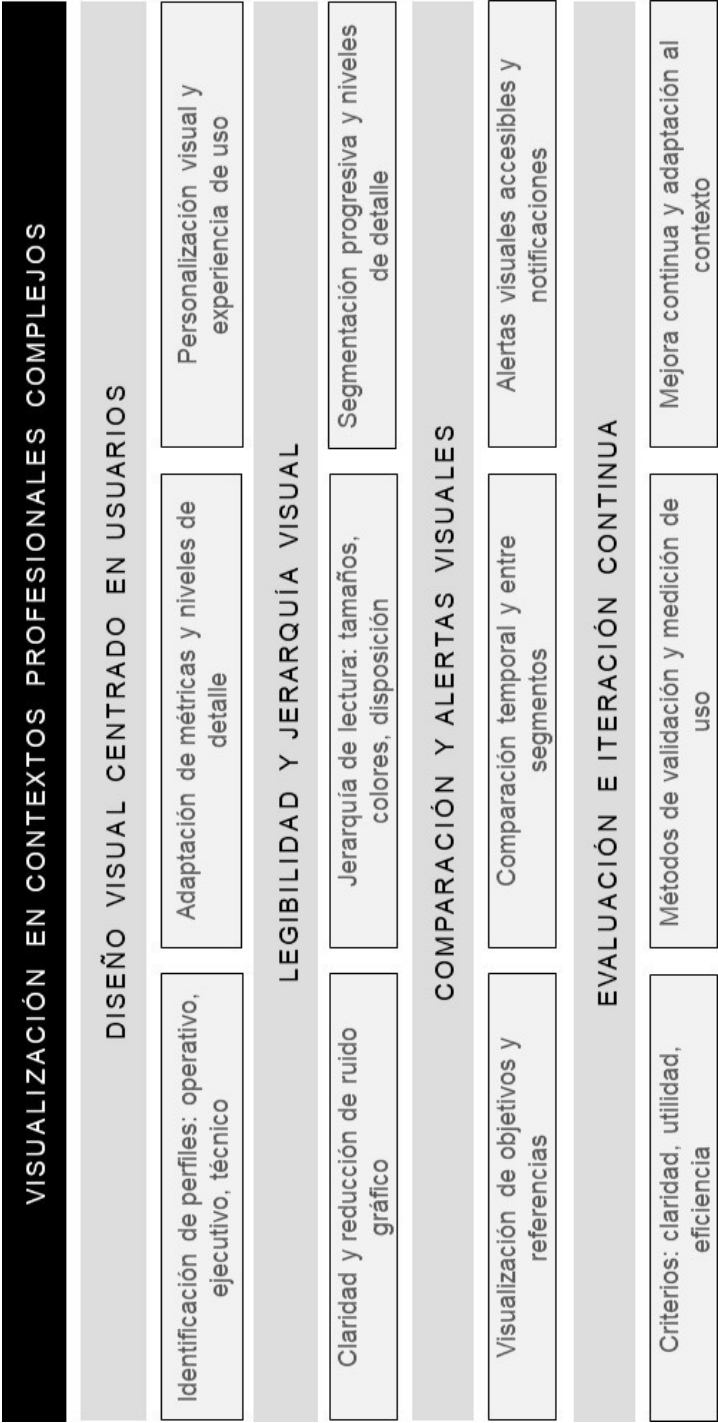 VISUALIZACIÓN EN CONTEXTOS PROFESIONALES COMPLEJOS
DISEÑO VISUAL CENTRADO EN USUARIOS
Identificación de perfiles: operativo,
ejecutivo, técnico
Adaptación de métricas y niveles de
detalle
Personalización visual y
experiencia de uso
LEGIBILIDAD Y JERARQUÍA VISUAL
Claridad y reducción de ruido
gráfico
Jerarquía de lectura: tamaños,
colores, disposición
Segmentación progresiva y niveles
de detalle
COMPARACIÓN Y ALERTAS VISUALES
Visualización de objetivos y
referencias
Comparación temporal y entre
segmentos
Alertas visuales accesibles y
notificaciones
EVALUACIÓN E ITERACIÓN CONTINUA
Criterios: claridad, utilidad,
eficiencia
Métodos de validación y medición de
uso
Mejora continua y adaptación al
contexto